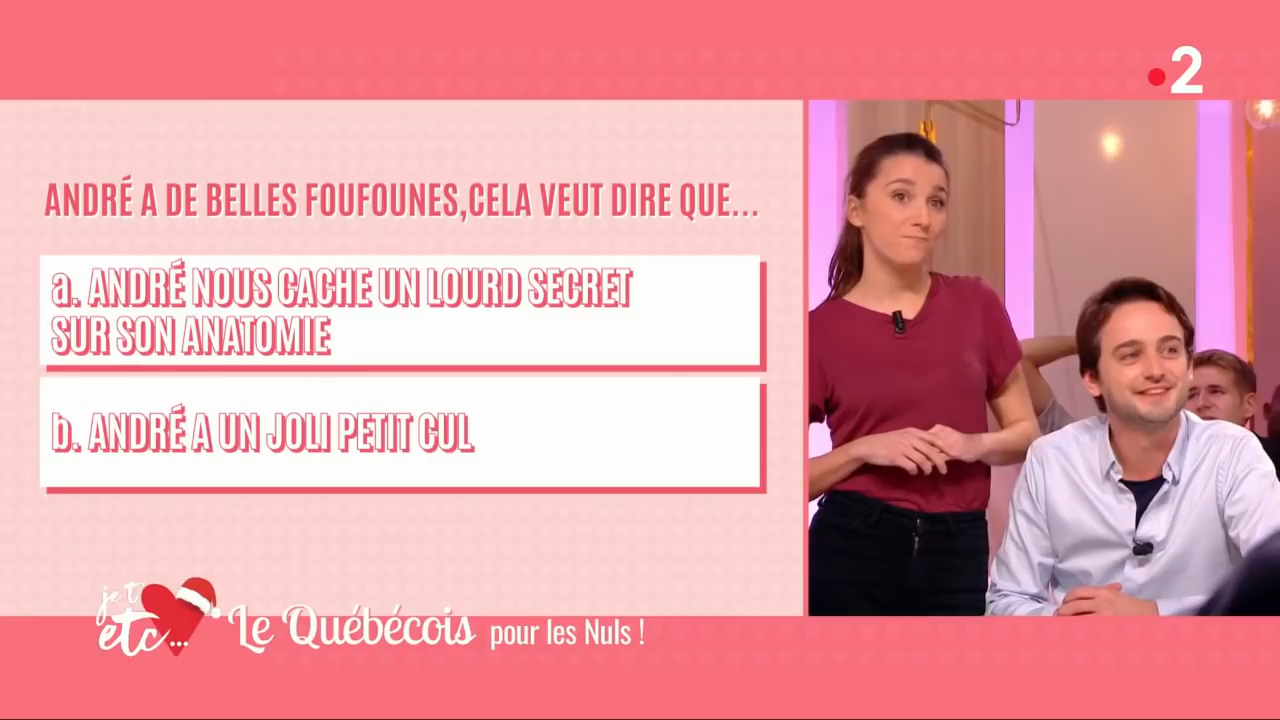 2
ANDRÉ A DE BELLES FOUFOUNES,CELA VEUT DIRE QUE...
a. ANDRÉ NOUS CACHE UN LOURD SECRET
SUR SON ANATOMIE
b. ANDRÉ A UN JOLI PETIT CUL
je t'
etc...
Le Québécois pour les Nuls !